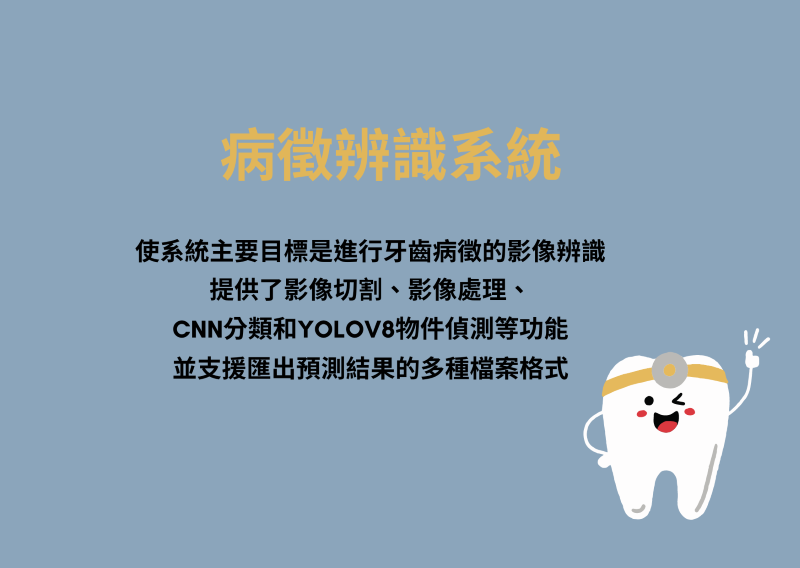 病徵辨識系統
使系統主要目標是進行牙齒病徵的影像辨識
提供了影像切割、影像處理、
CNN分類和YOLOV8物件偵測等功能
並支援匯出預測結果的多種檔案格式